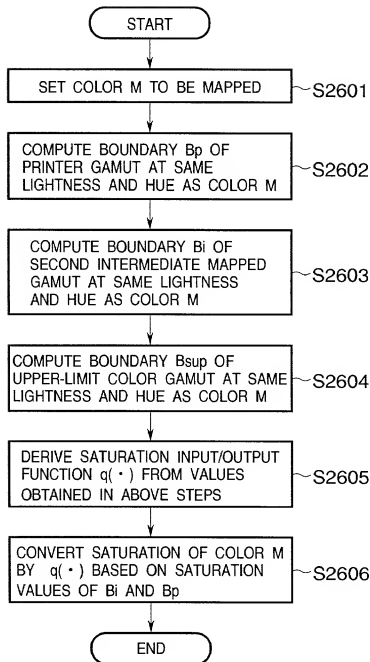 START
SET COLOR M TO BE MAPPED
S2601
COMPUTE BOUNDARY Bp OF
PRINTER GAMUT AT SAME
LIGHTNESS AND HUE AS COLOR M
S2602
COMPUTE BOUNDARY Bi OF
SECOND INTERMEDIATE MAPPED
GAMUT AT SAME LIGHTNESS
AND HUE AS COLOR M
S2603
COMPUTE BOUNDARY Bsup OF
UPPER-LIMIT COLOR GAMUT AT SAME
LIGHTNESS AND HUE AS COLOR M
S2604
DERIVE SATURATION INPUT/OUTPUT
FUNCTION q(・) FROM VALUES
OBTAINED IN ABOVE STEPS
S2605
CONVERT SATURATION OF COLOR M
BY q(・) BASED ON SATURATION
VALUES OF Bi AND Bp
S2606
END